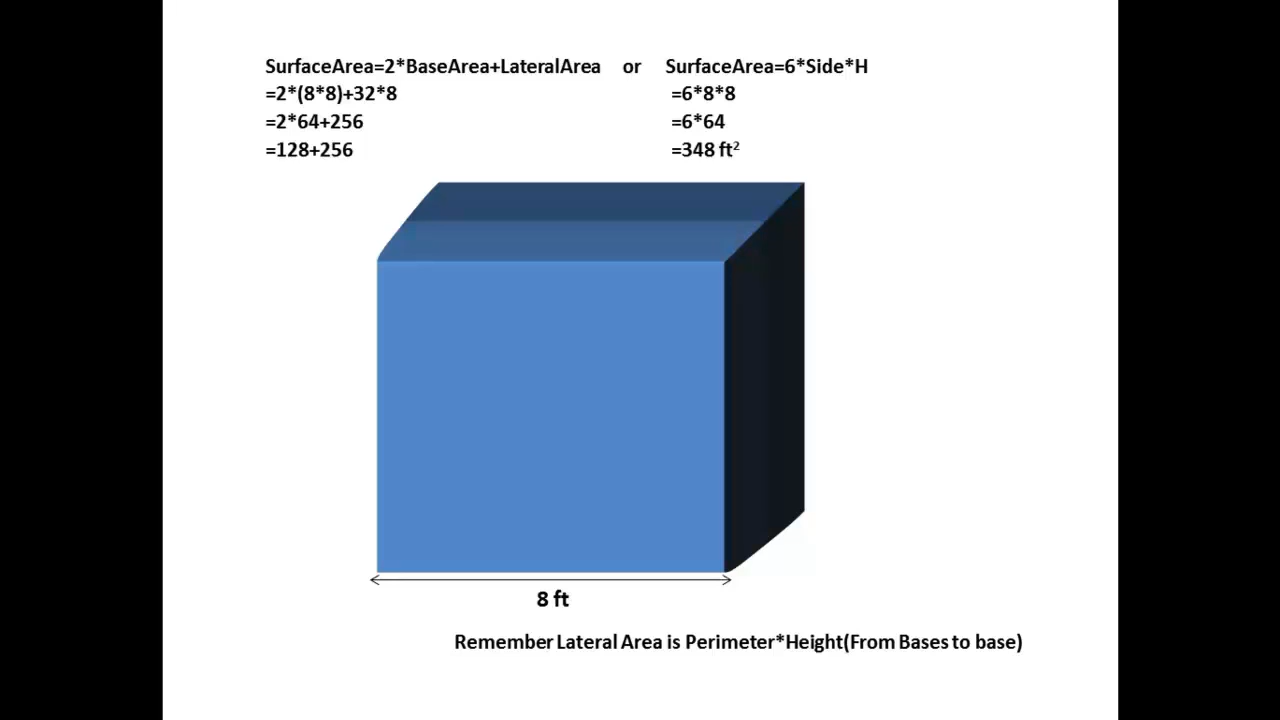 SurfaceArea=2*BaseArea+LateralArea or SurfaceArea=6*Side*H
=2*(8*8)+32*8 =6*8*8
=2*64+256 =6*64
=128+256 =348 ft²
8 ft
Remember Lateral Area is Perimeter*Height(From Bases to base)